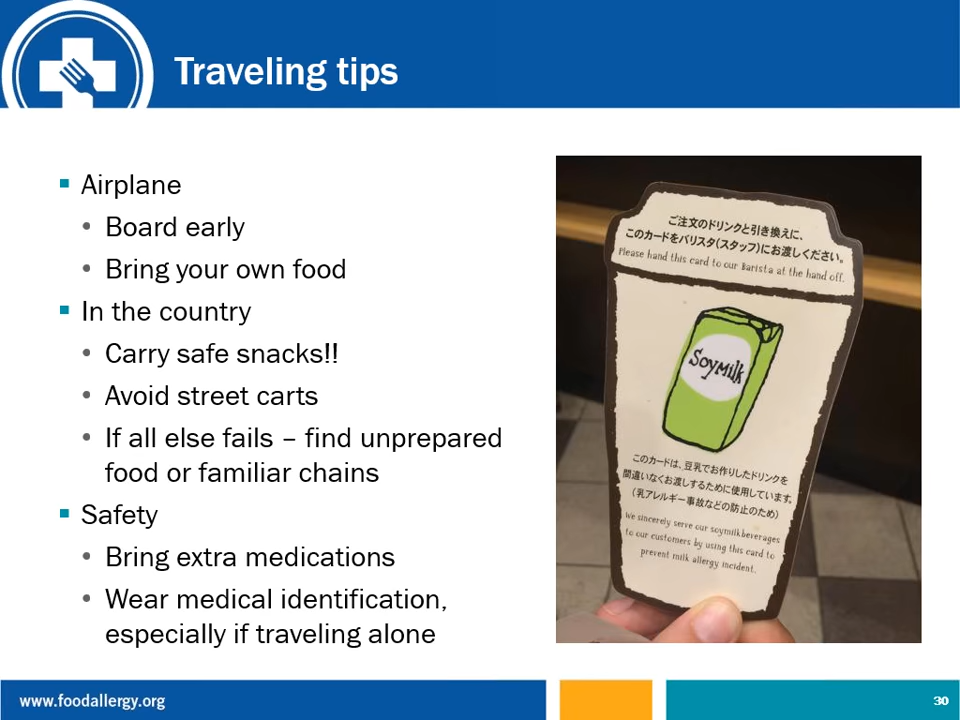 Traveling tips
Airplane
Board early
Bring your own food
In the country
Carry safe snacks!!
Avoid street carts
If all else fails – find unprepared
food or familiar chains
Safety
Bring extra medications
Wear medical identification,
especially if traveling alone
ご注文のドリンクと引き換えに、
このカードをバリスタ(スタッフ)にお渡しください。
Please hand this card to our Barista at the hand off.
Soymilk
このカードは、豆乳でお作りしたドリンクを
間違いなくお渡しするために使用しています。
(乳アレルギー事故などの防止のため)
We sincerely serve our soymilkbeverages
to our customers by using this card to
prevent milk allergy incident.
www.foodallergy.org
30